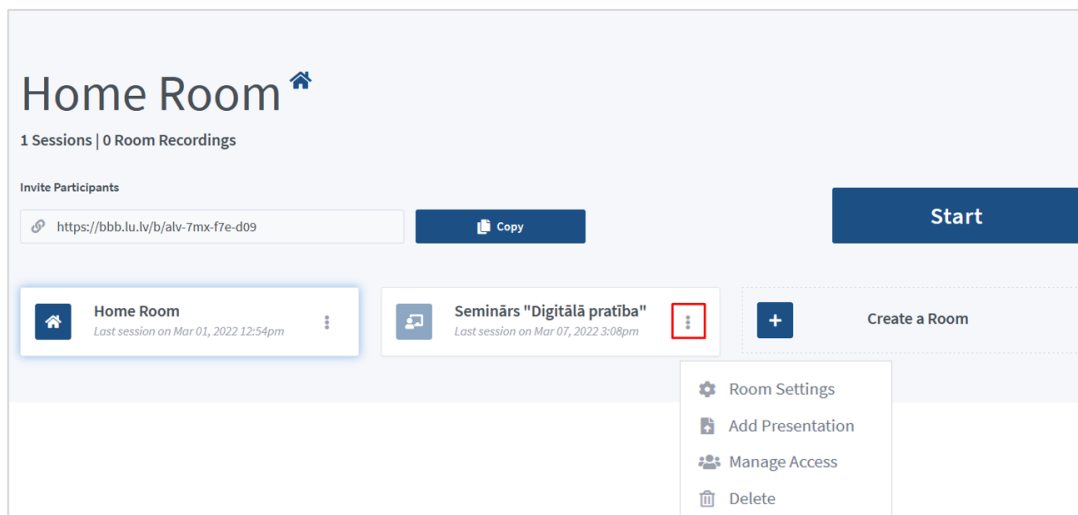 Home Room
1 Sessions | 0 Room Recordings
Invite Participants
https://bbb.lu.lv/b/alv-7mx-f7e-d09
Copy
Start
Home Room
Last session on Mar 01, 2022 12:54pm
Seminārs "Digitālā pratība"
Last session on Mar 07, 2022 3:08pm
Create a Room
Room Settings
Add Presentation
Manage Access
Delete